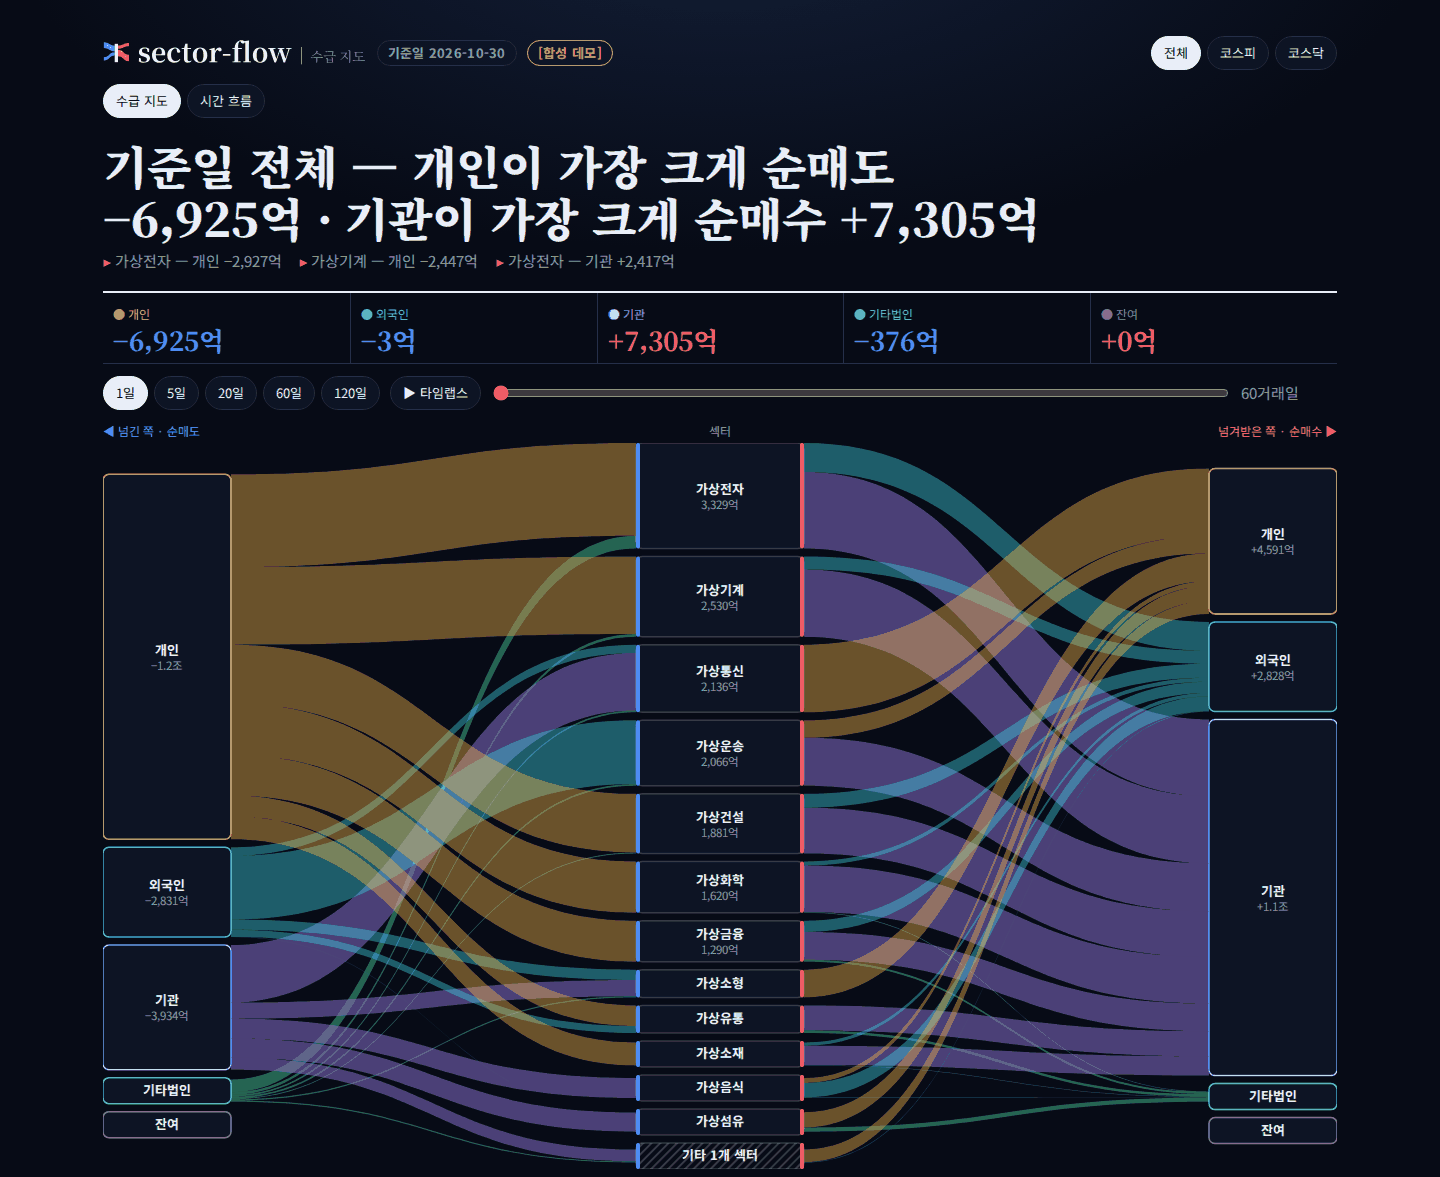 sector-flow | 수급 지도 기준일 2026-10-30 [합성 데모] 전체 코스피 코스닥
수급 지도 시간 흐름
기준일 전체 — 개인이 가장 크게 순매도
−6,925억 · 기관이 가장 크게 순매수 +7,305억
▸ 가상전자 — 개인 −2,927억 ▸ 가상기계 — 개인 −2,447억 ▸ 가상전자 — 기관 +2,417억
개인 외국인 기관 기타법인 잔여
−6,925억 −3억 +7,305억 −376억 +0억
1일 5일 20일 60일 120일 ▶ 타임랩스 60거래일
◀ 넘긴 쪽 · 순매도 섹터 넘겨받은 쪽 · 순매수 ▶
개인
−1.2조
외국인
−2,831억
기관
−3,934억
기타법인
잔여
가상전자
3,329억
가상기계
2,530억
가상통신
2,136억
가상운송
2,066억
가상건설
1,881억
가상화학
1,620억
가상금융
1,290억
가상소형
가상유통
가상소재
가상음식
가상섬유
기타 1개 섹터
개인
+4,591억
외국인
+2,828억
기관
+1.1조
기타법인
잔여